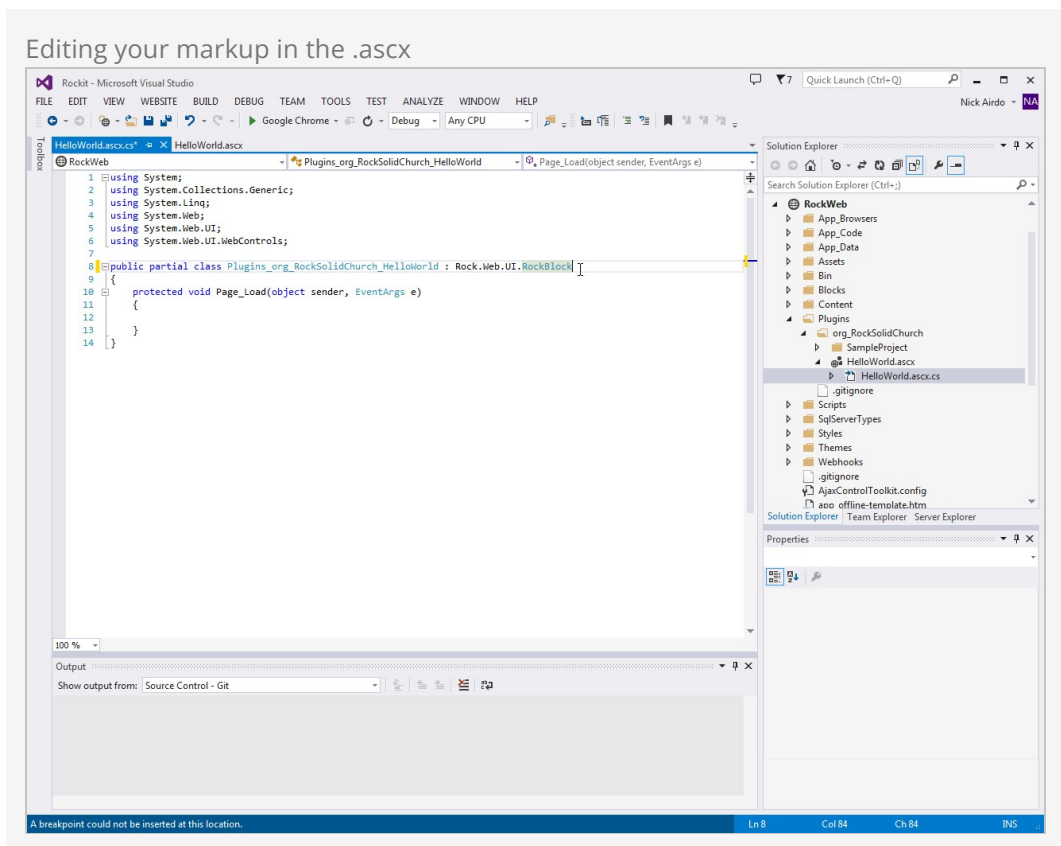 Editing your markup in the .ascx
Rockit - Microsoft Visual Studio
7
Quick Launch (Ctrl+Q)
FILE EDIT VIEW WEBSITE BUILD DEBUG TEAM TOOLS TEST ANALYZE WINDOW HELP
Nick Airdo NA
Google Chrome Debug Any CPU
Toolbox
HelloWorld.ascx.cs* HelloWorld.ascx
RockWeb Plugins_org_RockSolidChurch_HelloWorld Page_Load(object sender, EventArgs e)
1 using System;
2 using System.Collections.Generic;
3 using System.Linq;
4 using System.Web;
5 using System.Web.UI;
6 using System.Web.UI.WebControls;
7
8 public partial class Plugins_org_RockSolidChurch_HelloWorld : Rock.Web.UI.RockBlock
9 {
10 protected void Page_Load(object sender, EventArgs e)
11 {
12
13 }
14 }
100 %
Output
Show output from: Source Control - Git
Solution Explorer
Search Solution Explorer (Ctrl+;)
RockWeb
App_Browsers
App_Code
App_Data
Assets
Bin
Blocks
Content
Plugins
org_RockSolidChurch
SampleProject
HelloWorld.ascx
HelloWorld.ascx.cs
.gitignore
Scripts
SqlServerTypes
Styles
Themes
Webhooks
.gitignore
AjaxControlToolkit.config
app_offline-template.htm
Solution Explorer Team Explorer Server Explorer
Properties
A breakpoint could not be inserted at this location.
Ln 8 Col 84 Ch 84 INS